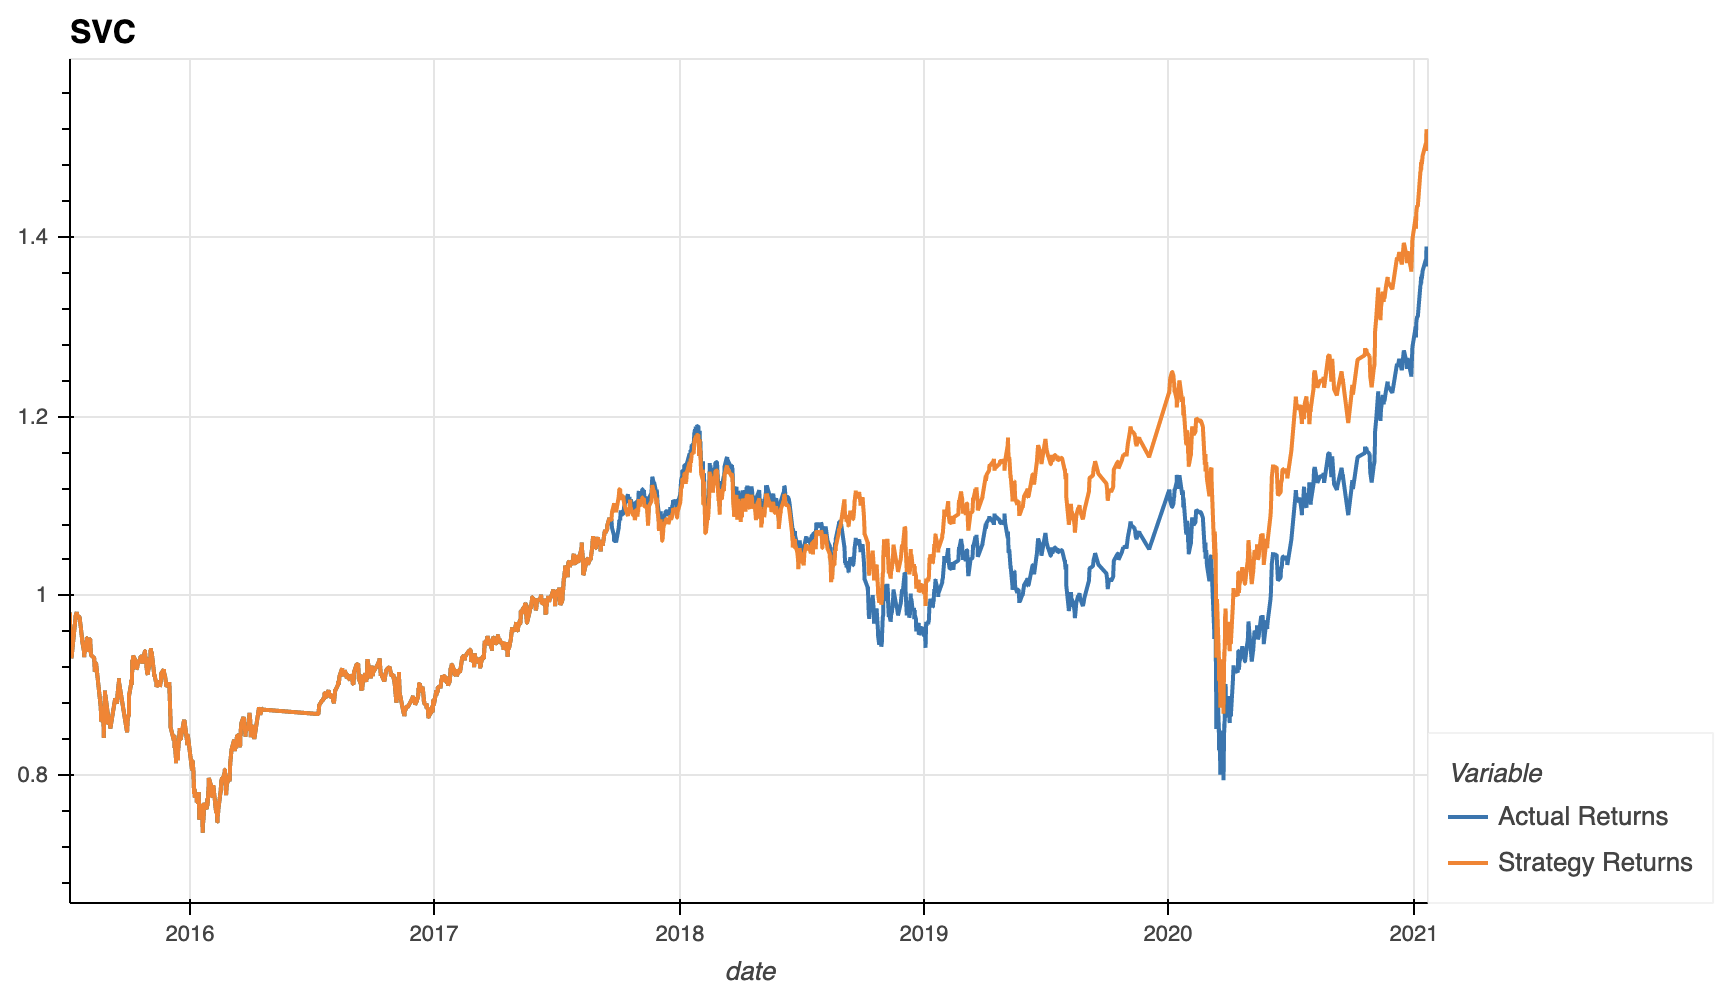 SVC
1.4
1.2
1
0.8
2016 2017 2018 2019 2020 2021
date
Variable
Actual Returns
Strategy Returns